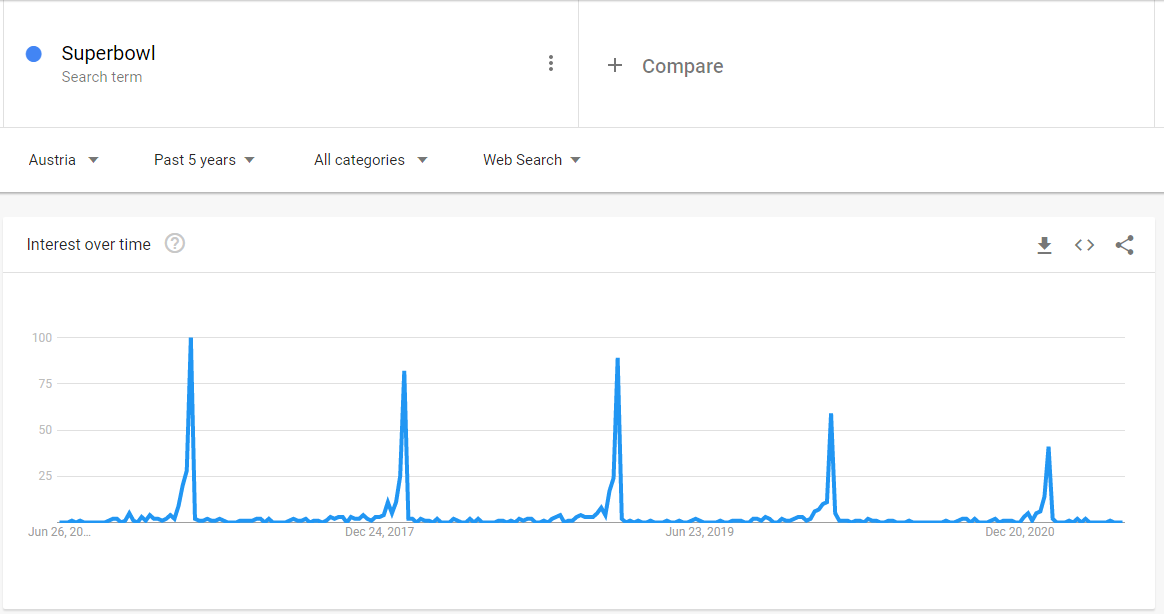 Superbowl
Search term
+ Compare
Austria
Past 5 years
All categories
Web Search
Interest over time
?
100
75
50
25
Jun 26, 20...
Dec 24, 2017
Jun 23, 2019
Dec 20, 2020